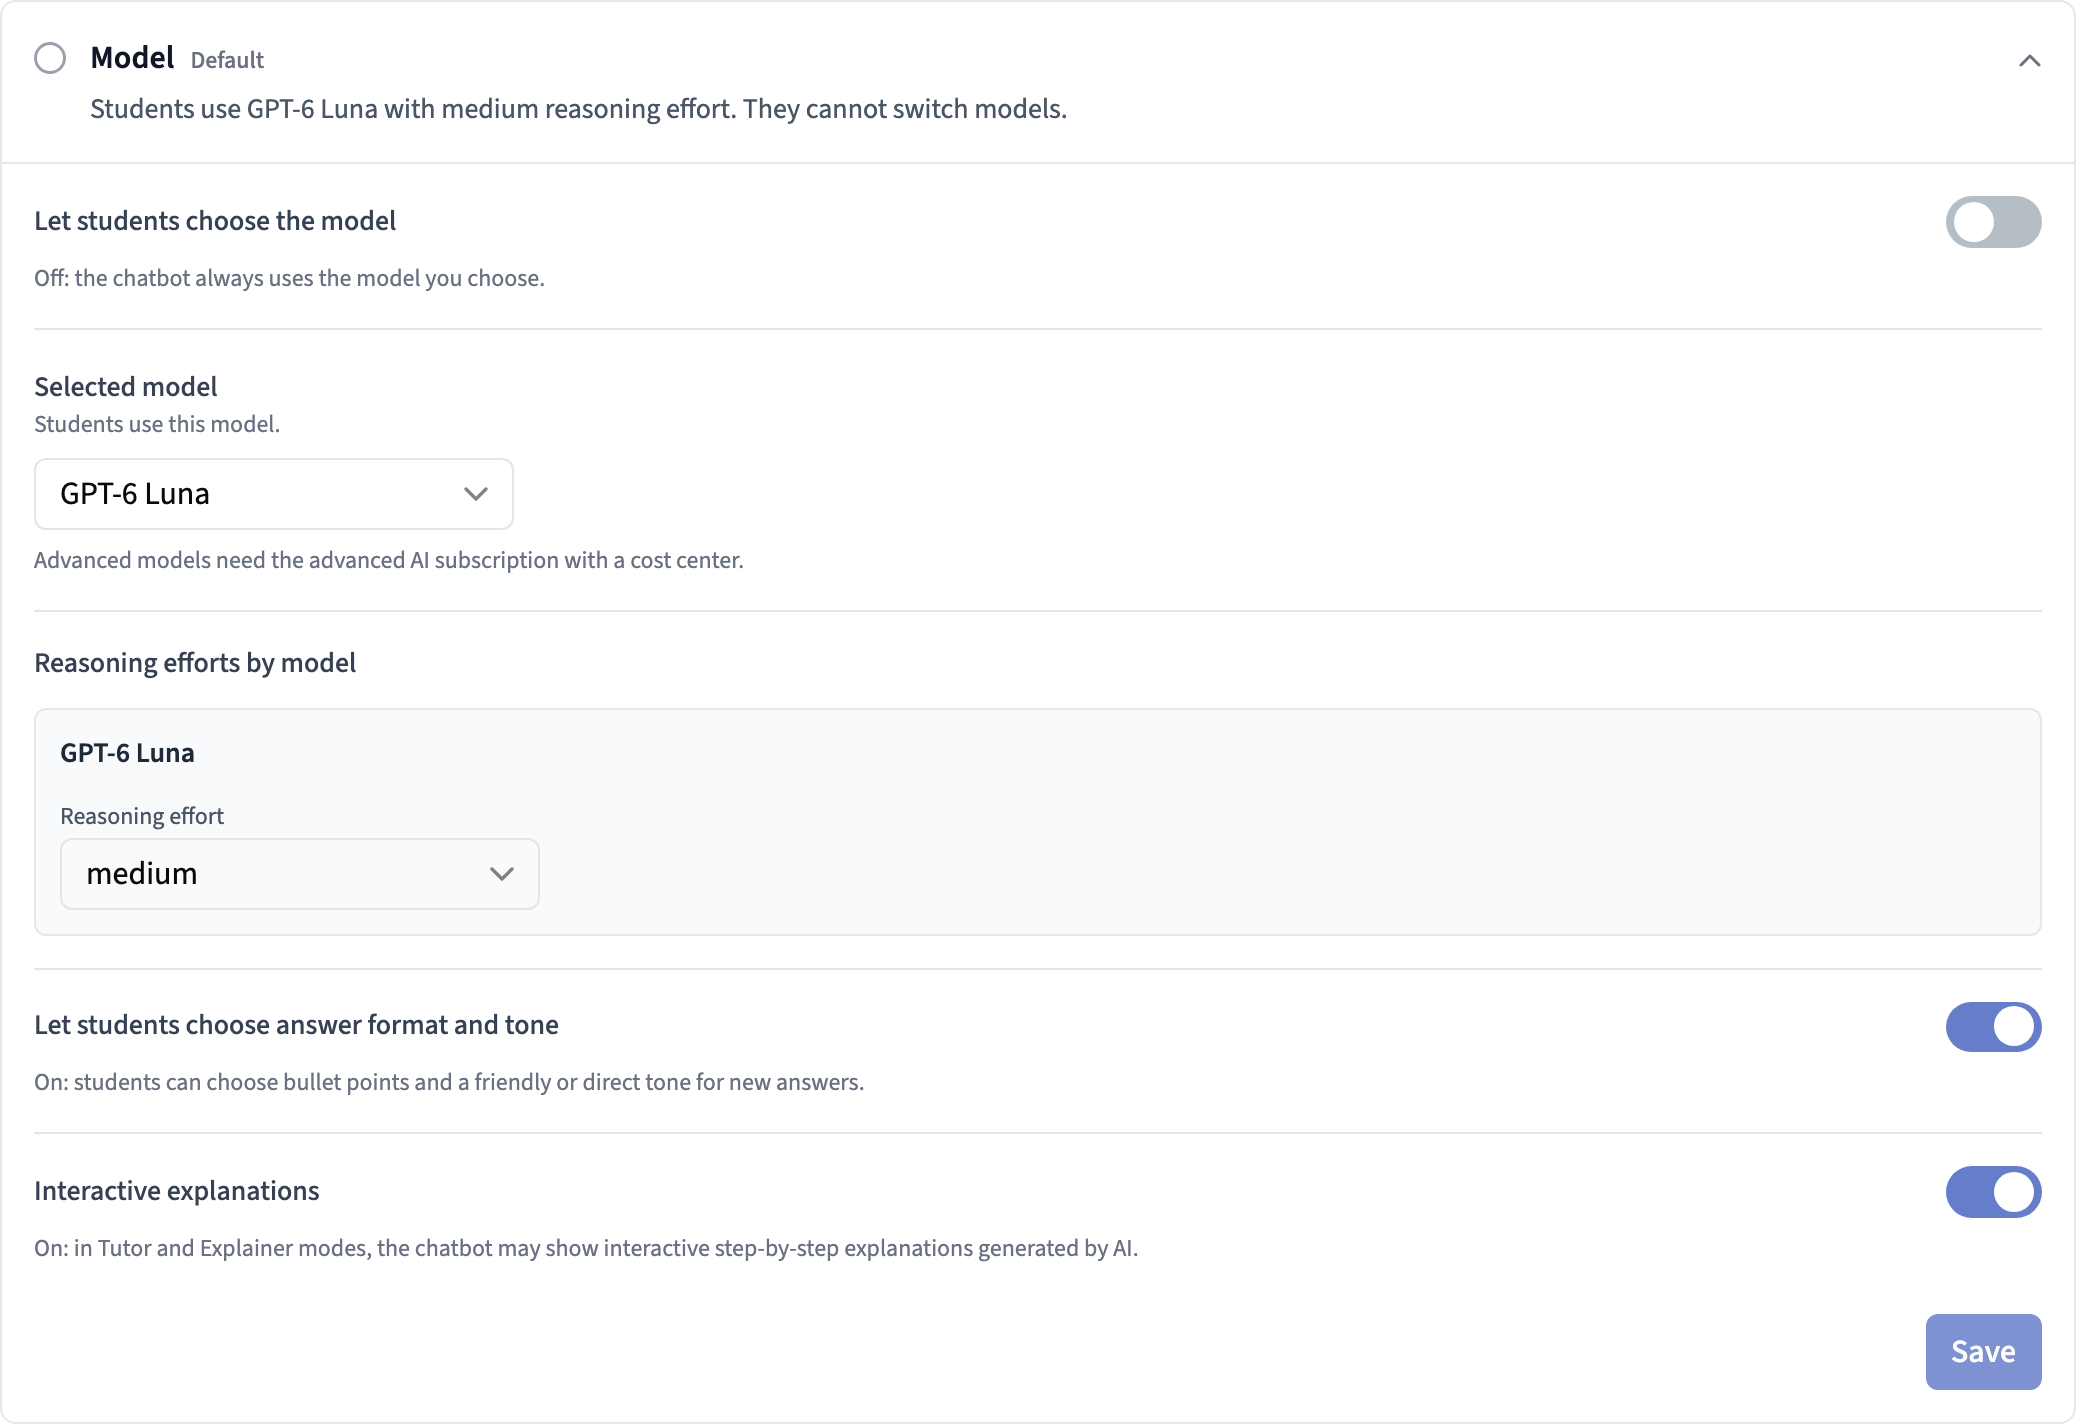 Model Default
Students use GPT-6 Luna with medium reasoning effort. They cannot switch models.
Let students choose the model
Off: the chatbot always uses the model you choose.
Selected model
Students use this model.
GPT-6 Luna
Advanced models need the advanced AI subscription with a cost center.
Reasoning efforts by model
GPT-6 Luna
Reasoning effort
medium
Let students choose answer format and tone
On: students can choose bullet points and a friendly or direct tone for new answers.
Interactive explanations
On: in Tutor and Explainer modes, the chatbot may show interactive step-by-step explanations generated by AI.
Save